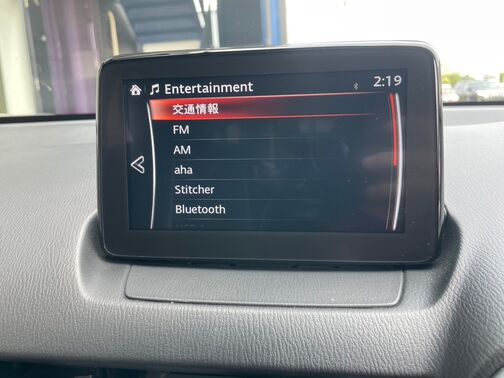 Entertainment
2:19
交通情報
FM
AM
aha
Stitcher
Bluetooth